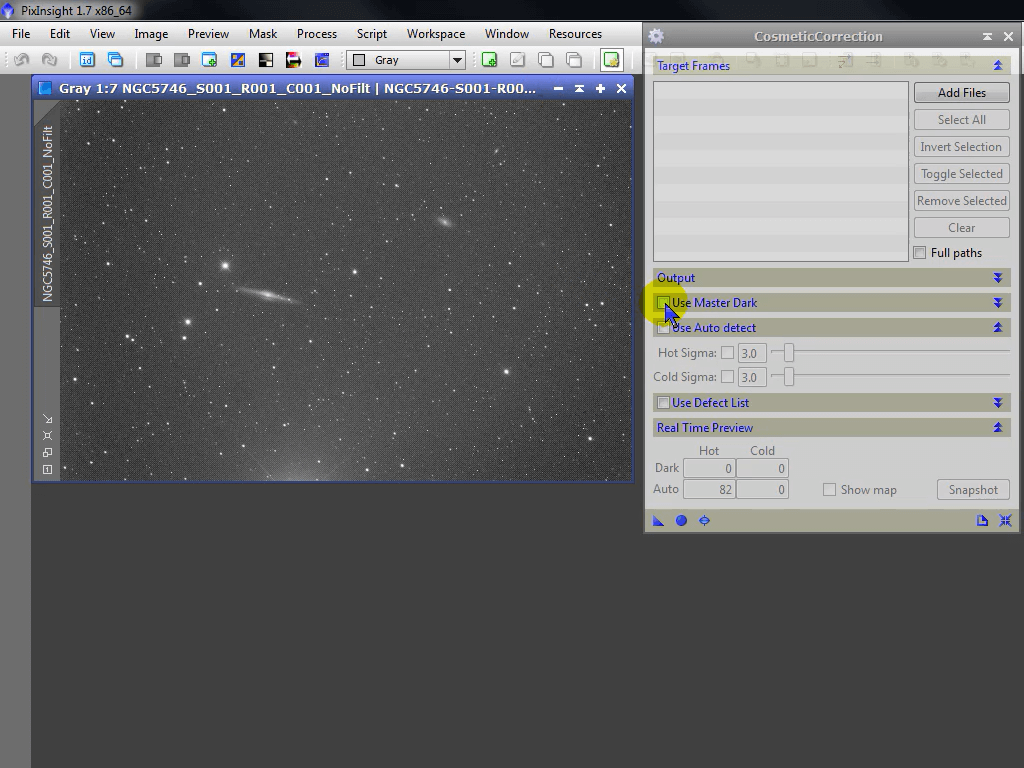 PixInsight 1.7 x86_64
File Edit View Image Preview Mask Process Script Workspace Window Resources
id Gray
Gray 1:7 NGC5746_S001_R001_C001_NoFilt | NGC5746-S001-R00...
NGC5746_S001_R001_C001_NoFilt
CosmeticCorrection
Target Frames
Add Files
Select All
Invert Selection
Toggle Selected
Remove Selected
Clear
Full paths
Output
Use Master Dark
Use Auto detect
Hot Sigma: 3.0
Cold Sigma: 3.0
Use Defect List
Real Time Preview
Hot Cold
Dark 0 0
Auto 82 0 Show map Snapshot